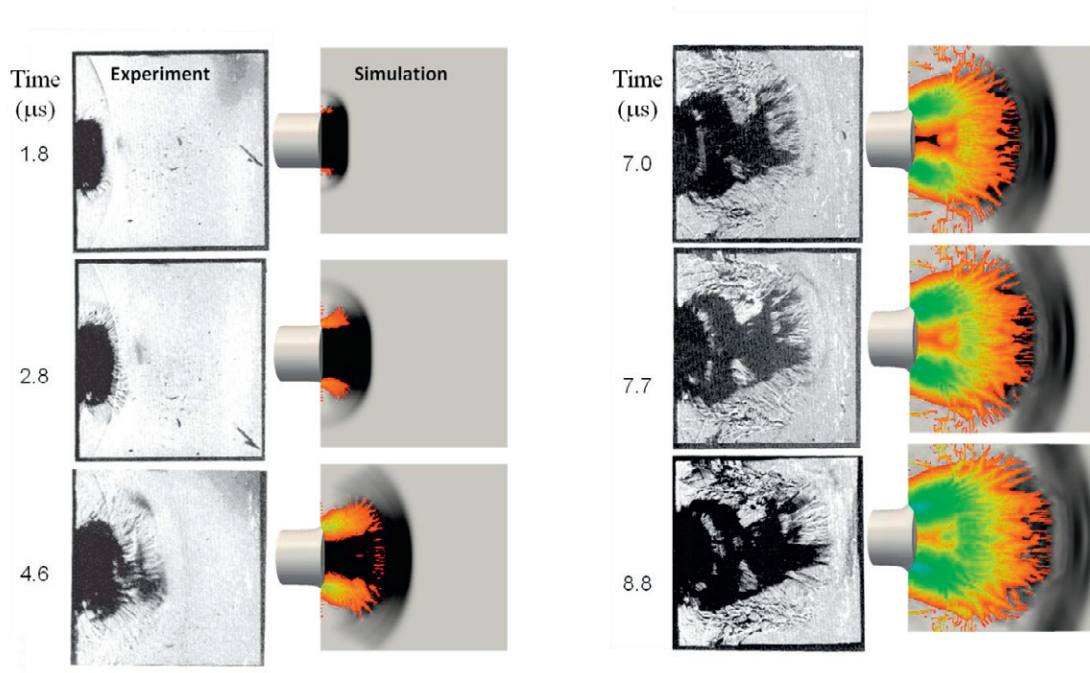 Time
(μs)
Experiment
Simulation
1.8
2.8
4.6
Time
(μs)
7.0
7.7
8.8